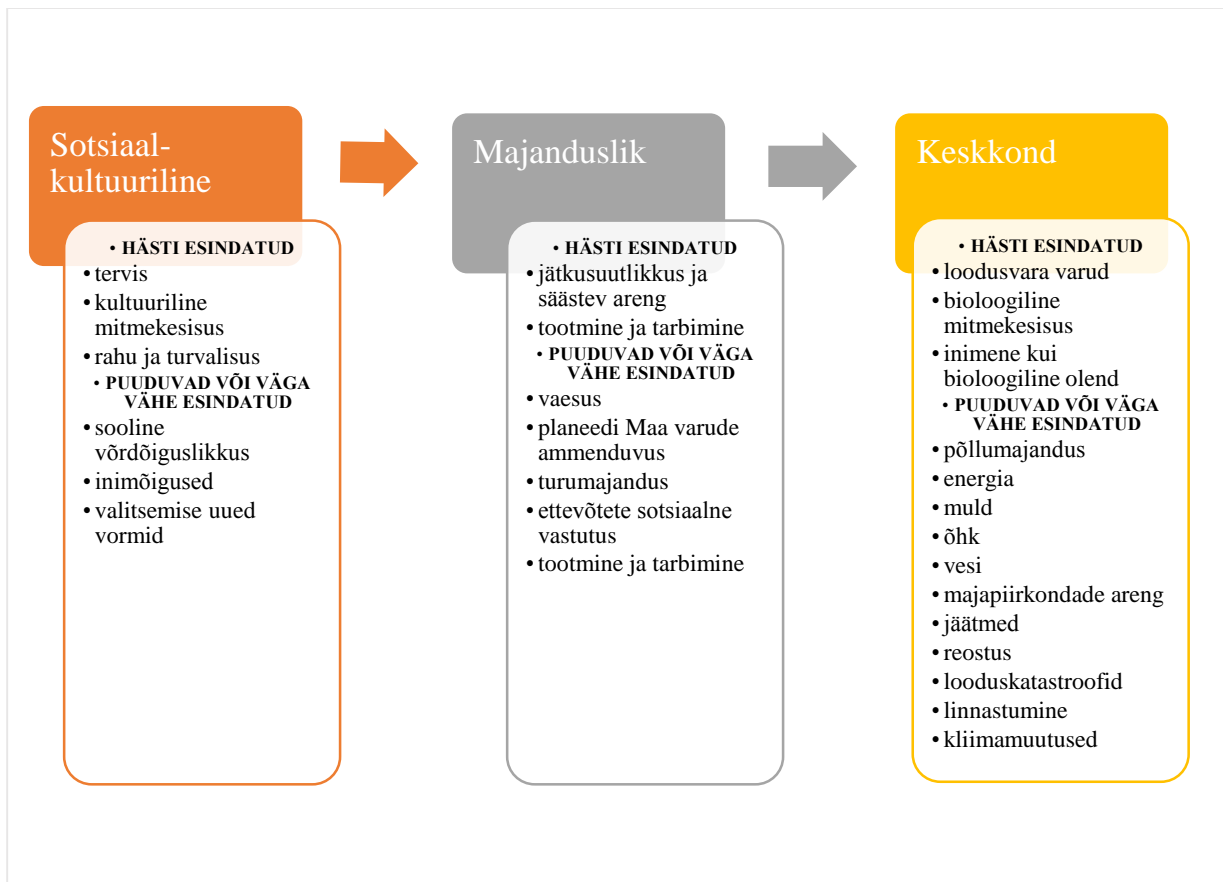 Sotsiaal-
kultuuriline
• HÄSTI ESINDATUD
• tervis
• kultuuriline
mitmekesisus
• rahu ja turvalisus
• PUUDUVAD VÕI VÄGA
VÄHE ESINDATUD
• sooline
võrdõiguslikkus
• inimõigused
• valitsemise uued
vormid
Majanduslik
• HÄSTI ESINDATUD
• jätkusuutlikkus ja
säästev areng
• tootmine ja tarbimine
• PUUDUVAD VÕI VÄGA
VÄHE ESINDATUD
• vaesus
• planeedi Maa varude
ammenduvus
• turumajandus
• ettevõtete sotsiaalne
vastutus
• tootmine ja tarbimine
Keskkond
• HÄSTI ESINDATUD
• loodusvara varud
• bioloogiline
mitmekesisus
• inimene kui
bioloogiline olend
• PUUDUVAD VÕI VÄGA
VÄHE ESINDATUD
• põllumajandus
• energia
• muld
• õhk
• vesi
• majapiirkondade areng
• jäätmed
• reostus
• looduskatastroofid
• linnastumine
• kliimamuutused